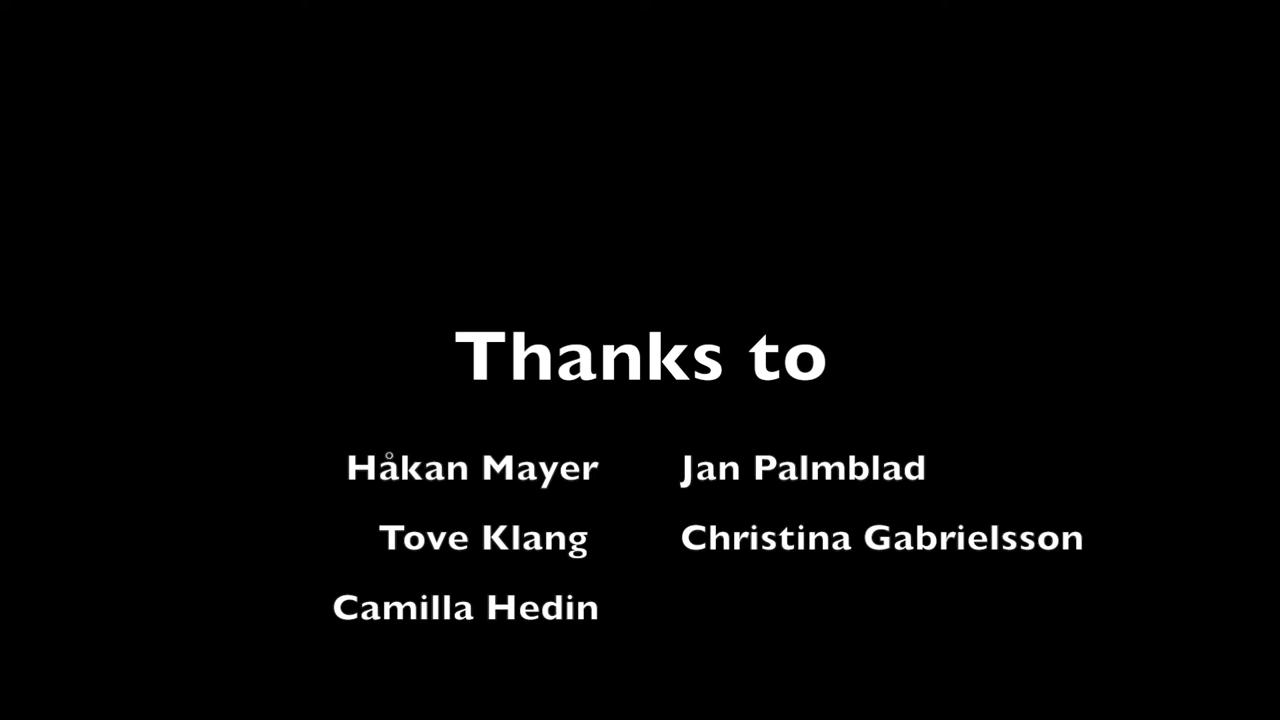 Thanks to
Håkan Mayer Jan Palmblad
Tove Klang Christina Gabrielsson
Camilla Hedin